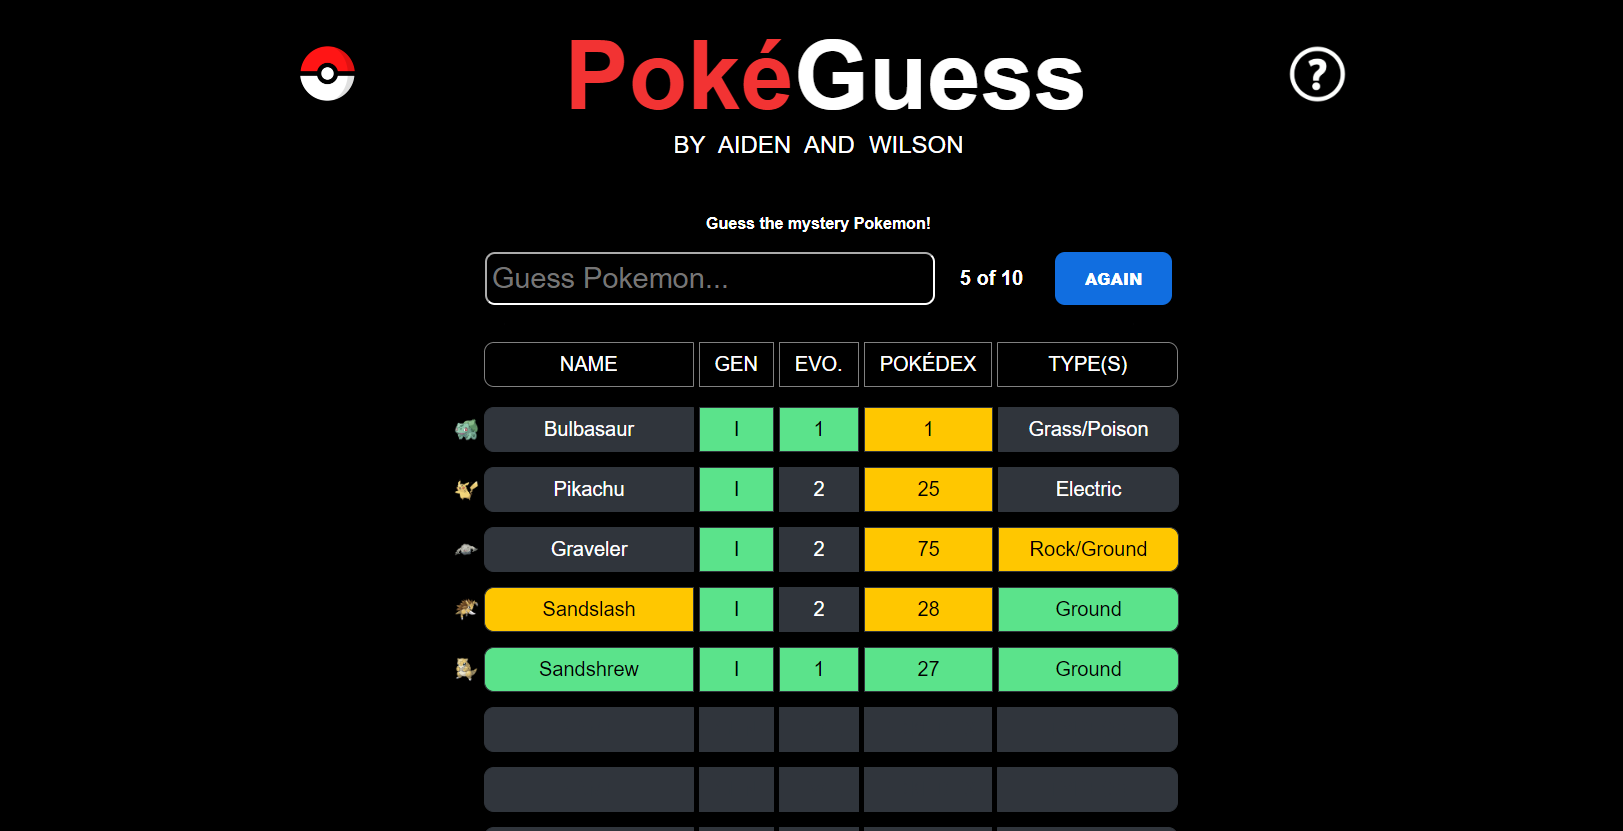 PokéGuess
?
BY AIDEN AND WILSON
Guess the mystery Pokemon!
Guess Pokemon... 5 of 10 AGAIN
NAME GEN EVO. POKÉDEX TYPE(S)
Bulbasaur I 1 1 Grass/Poison
Pikachu I 2 25 Electric
Graveler I 2 75 Rock/Ground
Sandslash I 2 28 Ground
Sandshrew I 1 27 Ground